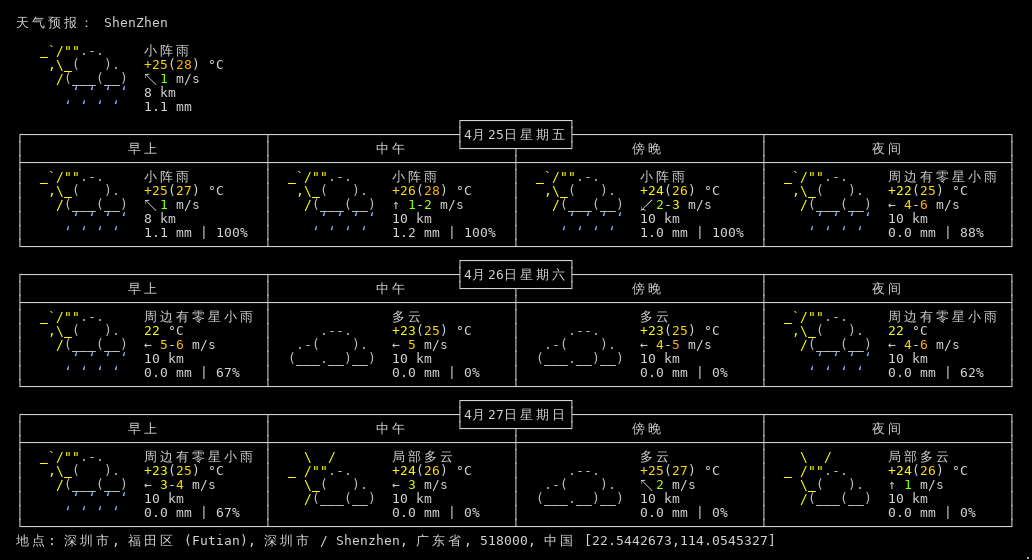 天气预报： ShenZhen
小阵雨
+25(28) °C
↖1 m/s
8 km
1.1 mm
4月25日星期五
早上 中午 傍晚 夜间
小阵雨 小阵雨 小阵雨 周边有零星小雨
+25(27) °C +26(28) °C +24(26) °C +22(25) °C
↖1 m/s ↑ 1-2 m/s ↙2-3 m/s ← 4-6 m/s
8 km 10 km 10 km 10 km
1.1 mm | 100% 1.2 mm | 100% 1.0 mm | 100% 0.0 mm | 88%
4月26日星期六
早上 中午 傍晚 夜间
周边有零星小雨 多云 多云 周边有零星小雨
22 °C +23(25) °C +23(25) °C 22 °C
← 5-6 m/s ← 5 m/s ← 4-5 m/s ← 4-6 m/s
10 km 10 km 10 km 10 km
0.0 mm | 67% 0.0 mm | 0% 0.0 mm | 0% 0.0 mm | 62%
4月27日星期日
早上 中午 傍晚 夜间
周边有零星小雨 局部多云 多云 局部多云
+23(25) °C +24(26) °C +25(27) °C +24(26) °C
← 3-4 m/s ← 3 m/s ↖2 m/s ↑ 1 m/s
10 km 10 km 10 km 10 km
0.0 mm | 67% 0.0 mm | 0% 0.0 mm | 0% 0.0 mm | 0%
地点: 深圳市, 福田区 (Futian), 深圳市 / Shenzhen, 广东省, 518000, 中国 [22.5442673,114.0545327]